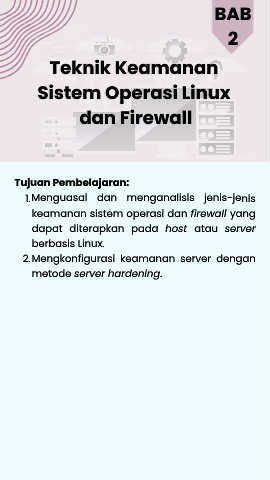 BAB
2
Teknik Keamanan
Sistem Operasi Linux
dan Firewall
Tujuan Pembelajaran:
1. Menguasai dan menganalisis jenis-jenis
keamanan sistem operasi dan firewall yang
dapat diterapkan pada host atau server
berbasis Linux.
2. Mengkonfigurasi keamanan server dengan
metode server hardening.